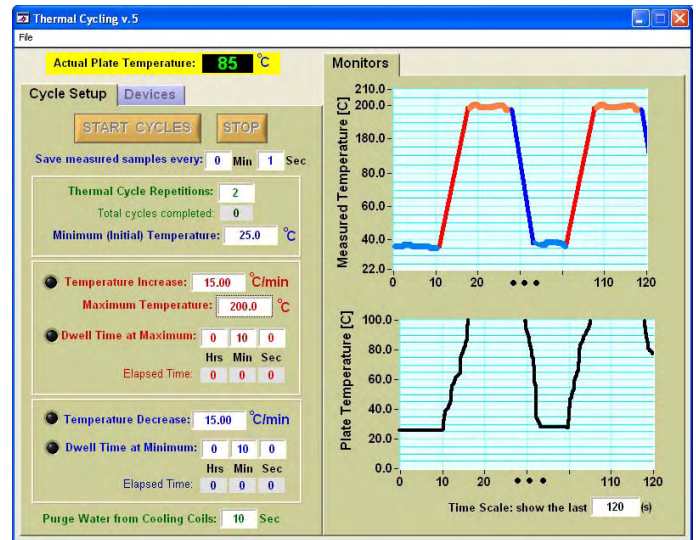 Thermal Cycling v.5
File
Actual Plate Temperature: 85 °C
Cycle Setup Devices
START CYCLES STOP
Save measured samples every: 0 Min 1 Sec
Thermal Cycle Repetitions: 2
Total cycles completed: 0
Minimum (Initial) Temperature: 25.0 °C
Temperature Increase: 15.00 °C/min
Maximum Temperature: 200.0 °C
Dwell Time at Maximum: 0 10 0
Hrs Min Sec
Elapsed Time: 0 0 0
Temperature Decrease: 15.00 °C/min
Dwell Time at Minimum: 0 10 0
Hrs Min Sec
Elapsed Time: 0 0 0
Purge Water from Cooling Coils: 10 Sec
Monitors
Measured Temperature [C]
210.0
200.0
180.0
80.0
60.0
40.0
22.0
0 10 20 ••• 110 120
Plate Temperature [C]
100.0
80.0
60.0
40.0
20.0
0.0
0 10 20 ••• 110 120
Time Scale: show the last 120 (s)